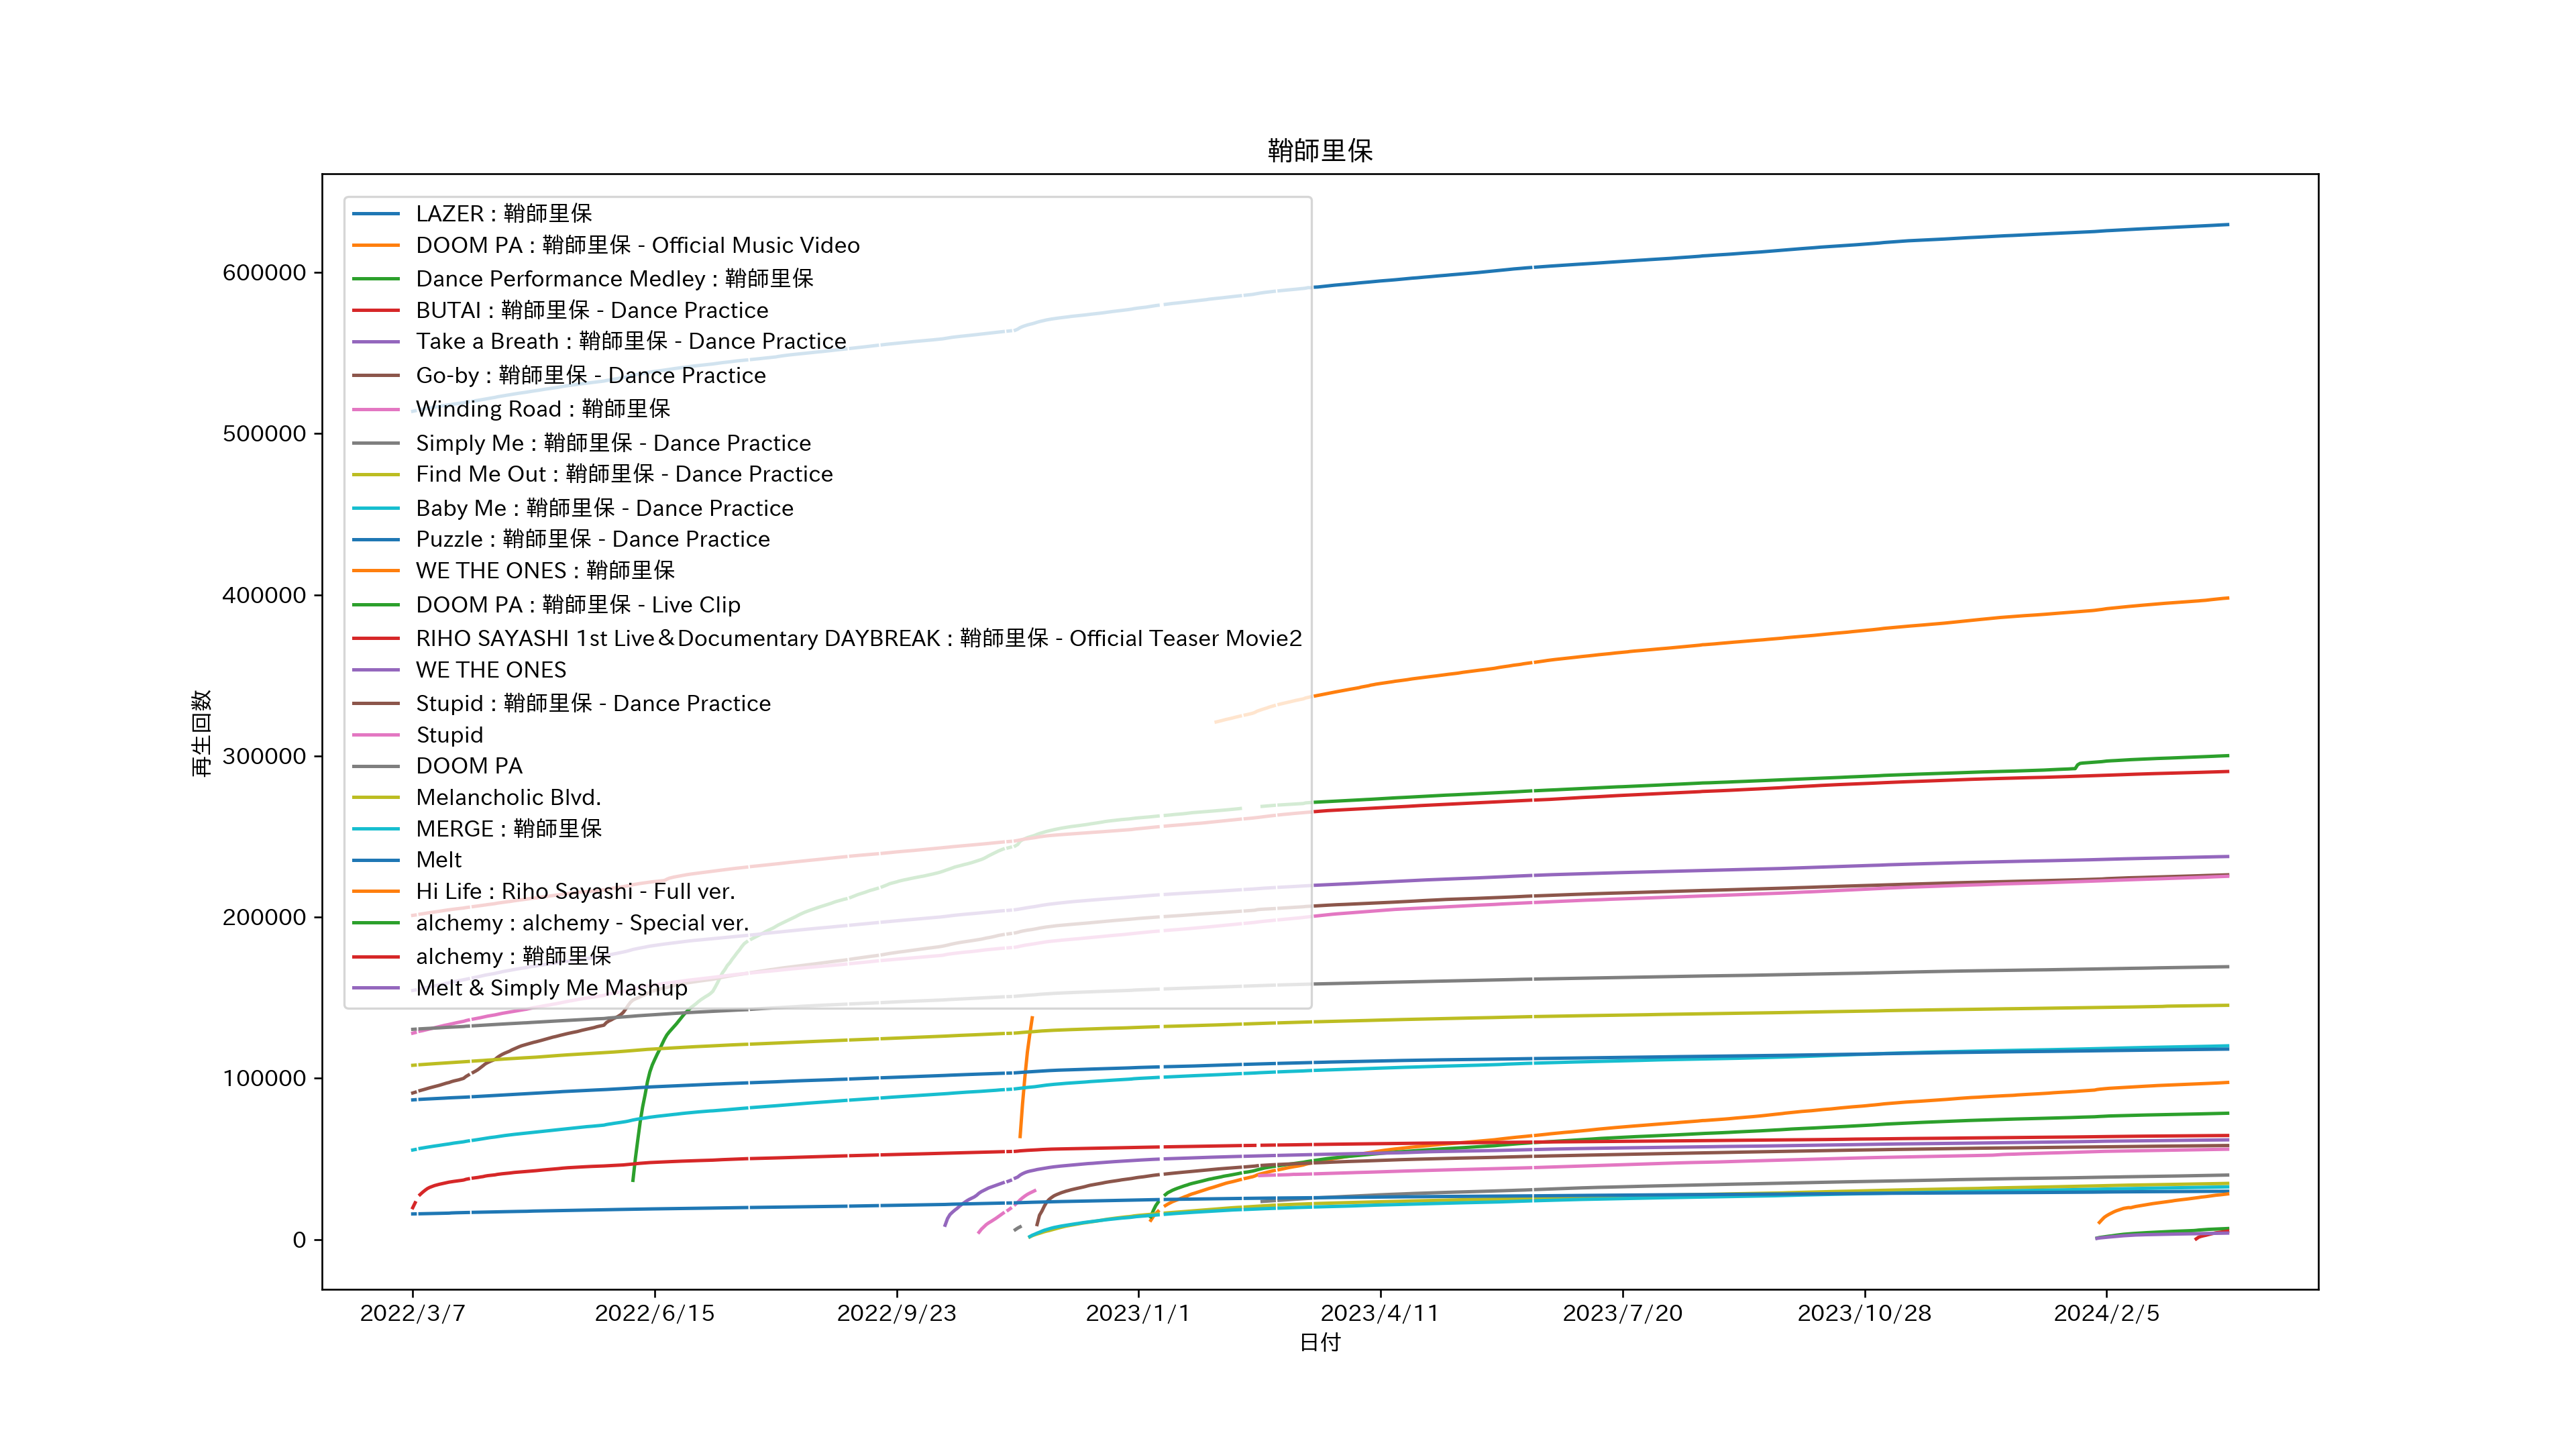 鞘師里保
LAZER : 鞘師里保
DOOM PA : 鞘師里保 - Official Music Video
Dance Performance Medley : 鞘師里保
BUTAI : 鞘師里保 - Dance Practice
Take a Breath : 鞘師里保 - Dance Practice
Go-by : 鞘師里保 - Dance Practice
Winding Road : 鞘師里保
Simply Me : 鞘師里保 - Dance Practice
Find Me Out : 鞘師里保 - Dance Practice
Baby Me : 鞘師里保 - Dance Practice
Puzzle : 鞘師里保 - Dance Practice
WE THE ONES : 鞘師里保
DOOM PA : 鞘師里保 - Live Clip
RIHO SAYASHI 1st Live＆Documentary DAYBREAK : 鞘師里保 - Official Teaser Movie2
WE THE ONES
Stupid : 鞘師里保 - Dance Practice
Stupid
DOOM PA
Melancholic Blvd.
MERGE : 鞘師里保
Melt
Hi Life : Riho Sayashi - Full ver.
alchemy : alchemy - Special ver.
alchemy : 鞘師里保
Melt & Simply Me Mashup
600000
500000
400000
300000
200000
100000
0
再生回数
2022/3/7 2022/6/15 2022/9/23 2023/1/1 2023/4/11 2023/7/20 2023/10/28 2024/2/5
日付